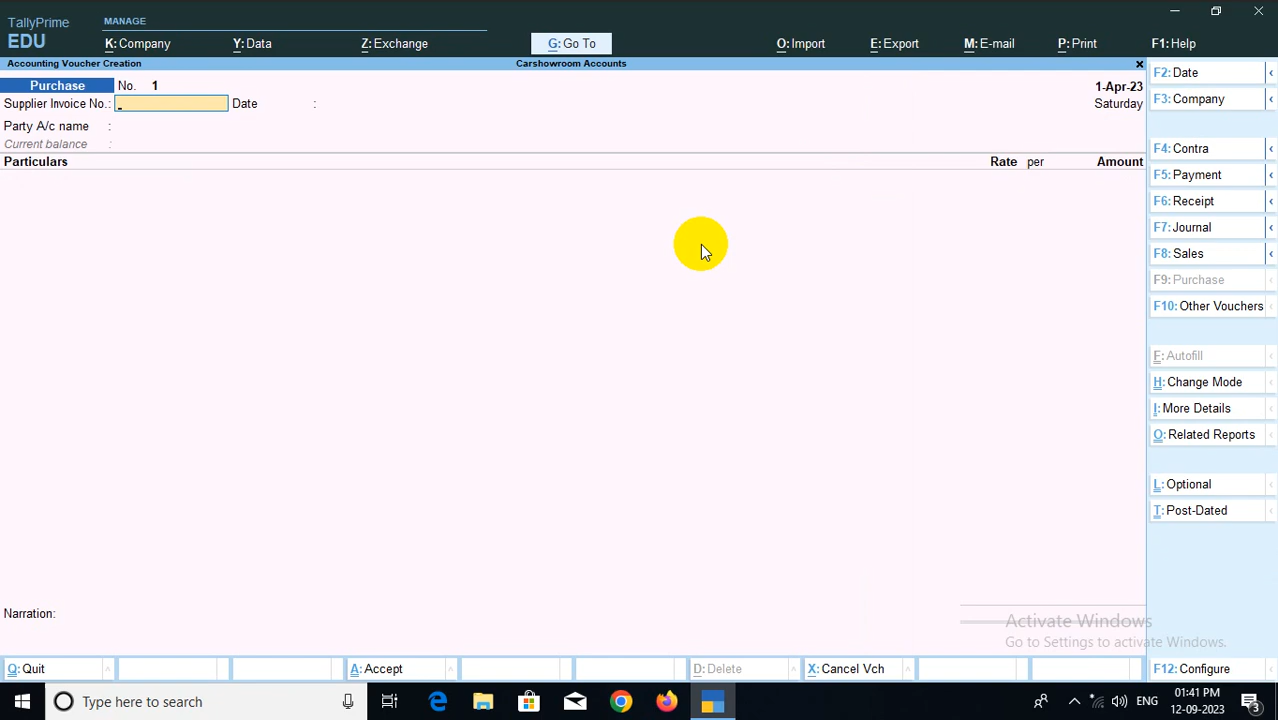 TallyPrime
EDU
MANAGE
K: Company
Y: Data
Z: Exchange
G: Go To
O: Import
E: Export
M: E-mail
P: Print
F1: Help
Accounting Voucher Creation
Carshowroom Accounts
Purchase No. 1
1-Apr-23
Supplier Invoice No.: Date :
Saturday
Party A/c name :
Current balance :
Particulars
Rate per
Amount
F2: Date
F3: Company
F4: Contra
F5: Payment
F6: Receipt
F7: Journal
F8: Sales
F9: Purchase
F10: Other Vouchers
F: Autofill
H: Change Mode
I: More Details
O: Related Reports
L: Optional
T: Post-Dated
Narration:
Activate Windows
Go to Settings to activate Windows.
Q: Quit
A: Accept
D: Delete
X: Cancel Vch
F12: Configure
Type here to search
ENG
01:41 PM
12-09-2023
3